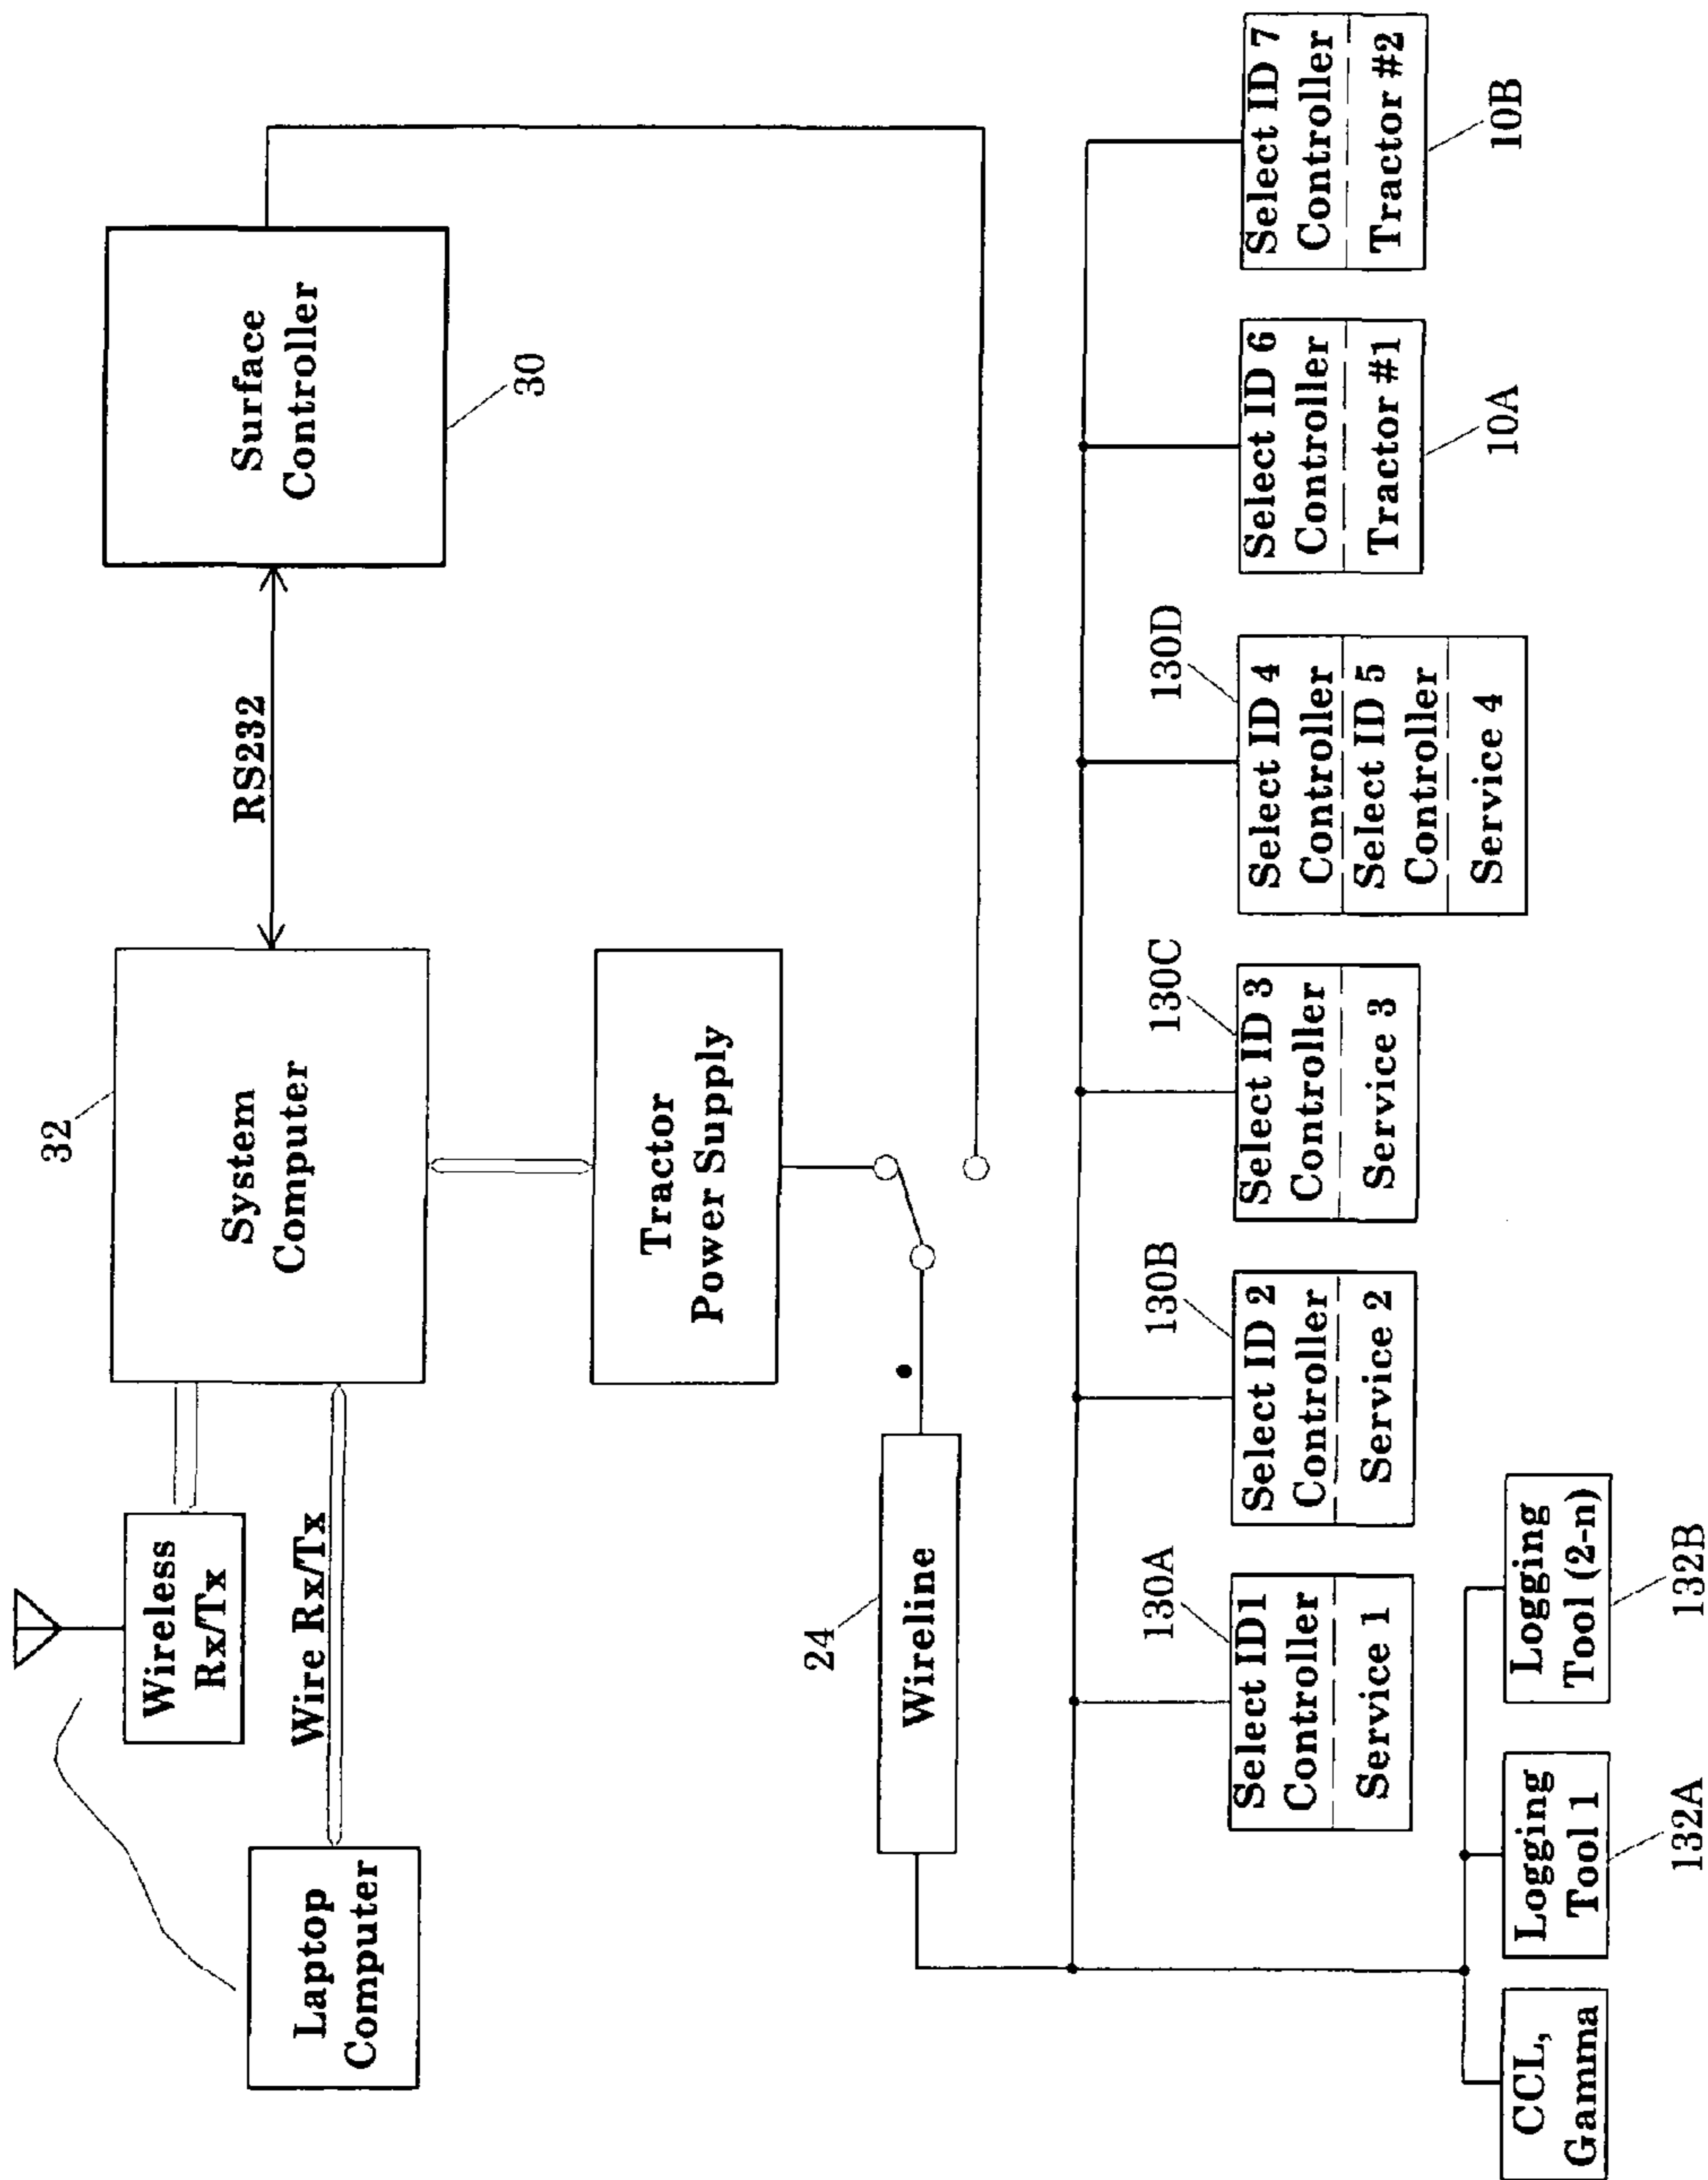 Wireless
Rx/Tx
Laptop
Computer
Wire Rx/Tx
32
System
Computer
RS232
Surface
Controller
30
Tractor
Power Supply
24
Wireline
130A
Select ID1
Controller
Service 1
130B
Select ID 2
Controller
Service 2
130C
Select ID 3
Controller
Service 3
130D
Select ID 4
Controller
Select ID 5
Controller
Service 4
Select ID 6
Controller
Tractor #1
10A
Select ID 7
Controller
Tractor #2
10B
CCL,
Gamma
Logging
Tool 1
132A
Logging
Tool (2-n)
132B